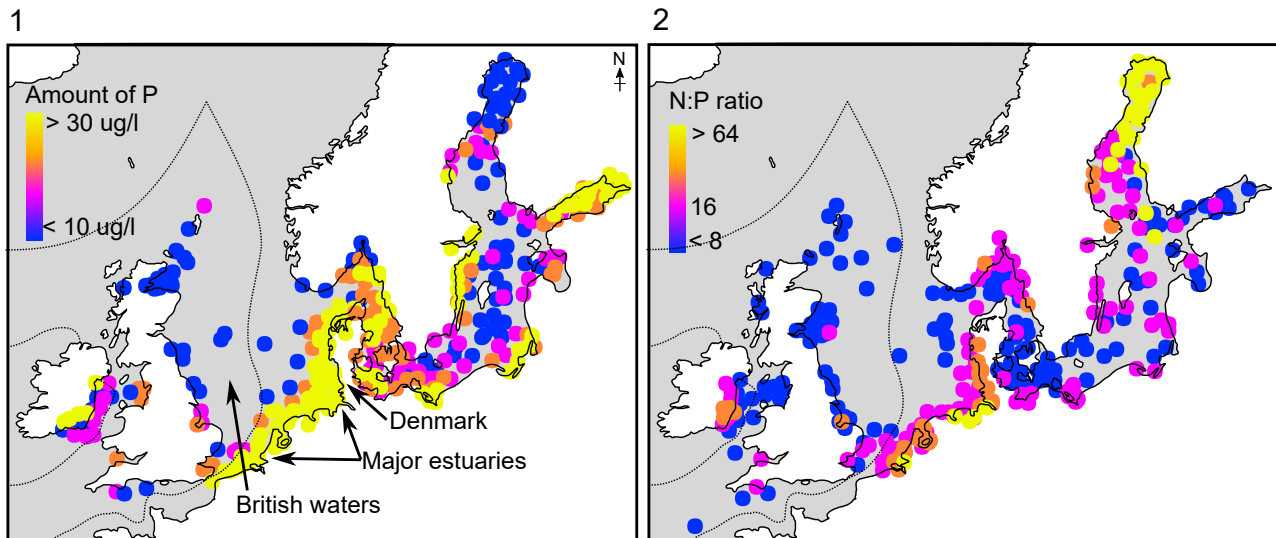 1
N
Amount of P
> 30 ug/l
< 10 ug/l
Denmark
Major estuaries
British waters
2
N:P ratio
> 64
16
< 8